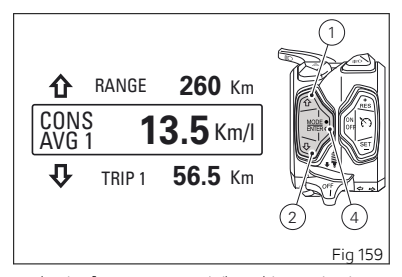 1
RANGE 260 Km
CONS AVG 1 13.5 Km/l
TRIP 1 56.5 Km
MODE
ENTER
RES
ON
OFF
SET
OFF
2
4
Fig 159